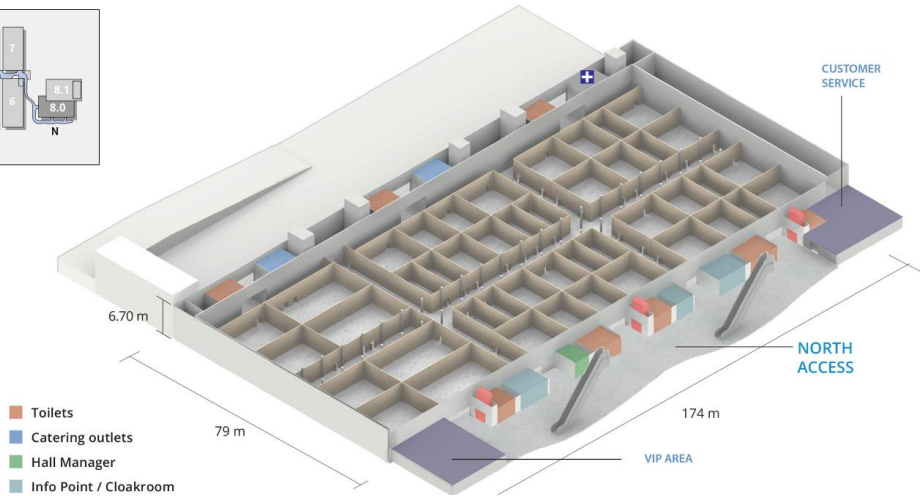 7
6
8.1
8.0
N
CUSTOMER
SERVICE
6.70 m
NORTH
ACCESS
174 m
79 m
VIP AREA
Toilets
Catering outlets
Hall Manager
Info Point / Cloakroom